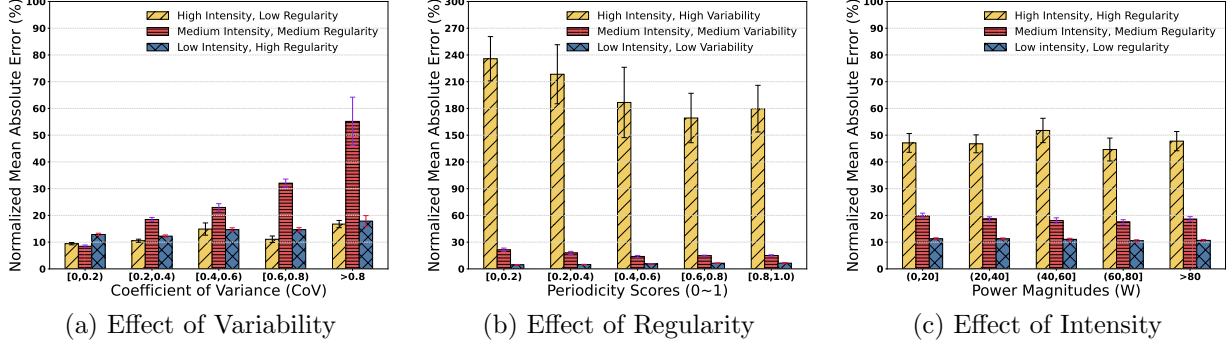 Normalized Mean Absolute Error (%)
100
90
80
70
60
50
40
30
20
10
0
High Intensity, Low Regularity
Medium Intensity, Medium Regularity
Low Intensity, High Regularity
[0,0.2)
[0.2,0.4)
[0.4,0.6)
[0.6,0.8)
>0.8
Coefficient of Variance (CoV)
(a) Effect of Variability
Normalized Mean Absolute Error (%)
300
270
240
210
180
150
120
90
60
30
0
High Intensity, High Variability
Medium Intensity, Medium Variability
Low Intensity, Low Variability
[0,0.2)
[0.2,0.4)
[0.4,0.6)
[0.6,0.8)
[0.8,1.0)
Periodicity Scores (0~1)
(b) Effect of Regularity
Normalized Mean Absolute Error (%)
100
90
80
70
60
50
40
30
20
10
0
High Intensity, High Regularity
Medium Intensity, Medium Regularity
Low intensity, Low regularity
(0,20]
(20,40]
(40,60]
(60,80]
>80
Power Magnitudes (W)
(c) Effect of Intensity